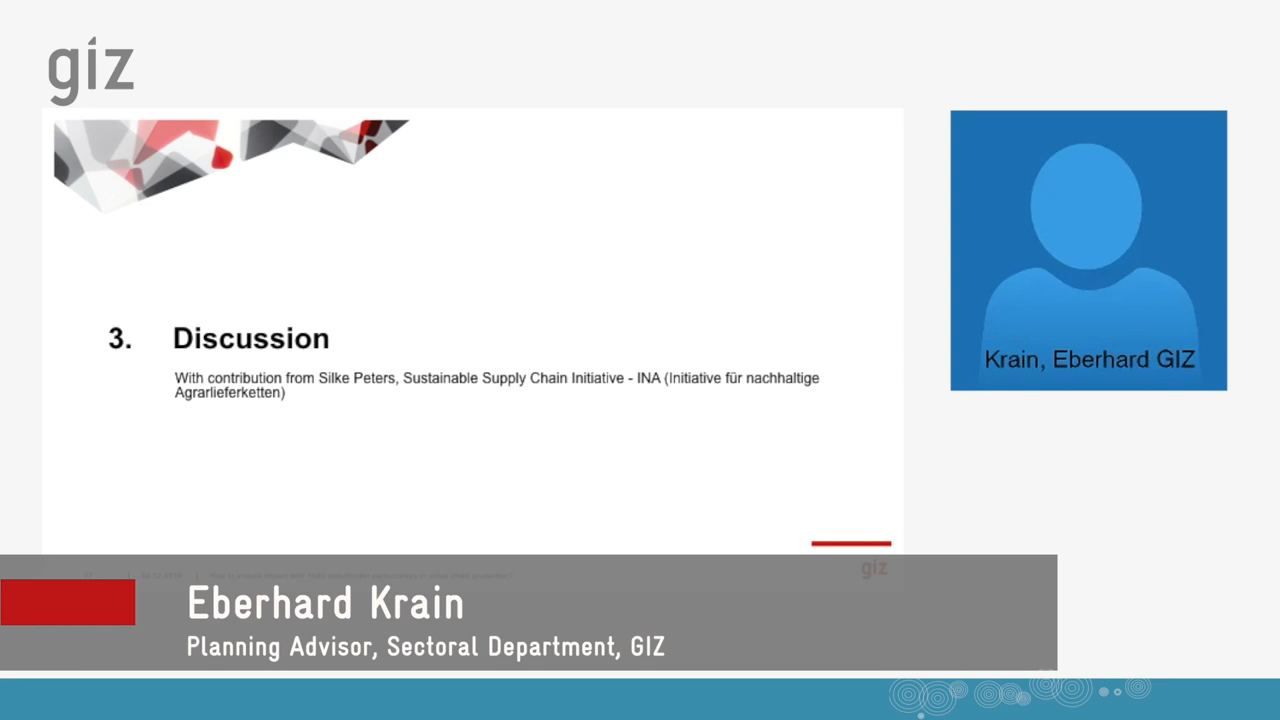 giz
3. Discussion
With contribution from Silke Peters, Sustainable Supply Chain Initiative - INA (Initiative für nachhaltige
Agrarlieferketten)
giz
Krain, Eberhard GIZ
Eberhard Krain
Planning Advisor, Sectoral Department, GIZ